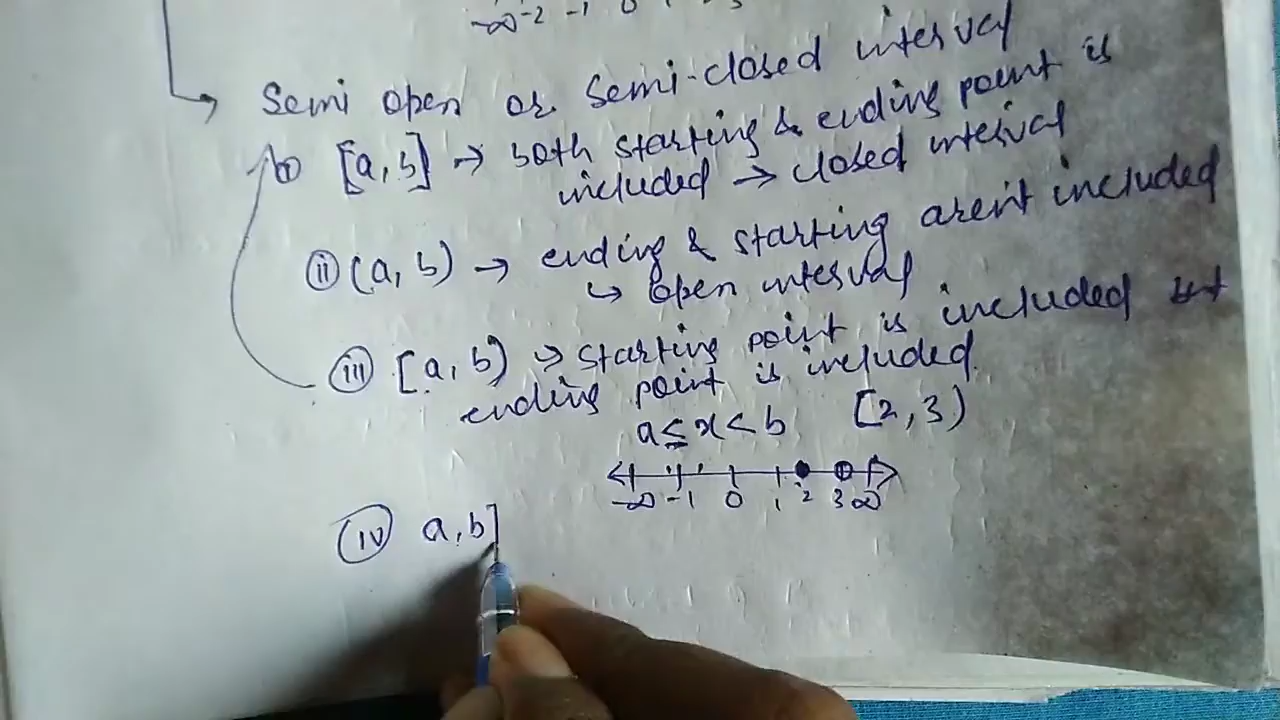 -∞ -2 -1 0
Semi open or Semi-closed interval
(i) [a, b] → both starting & ending point is
included → closed interval
(ii) (a, b) → ending & starting aren't included
↳ open interval
(iii) [a, b) → starting point is included but
ending point is included.
a ≤ x < b [2, 3)
-∞ -1 0 1 2 3 ∞
(iv) a, b]